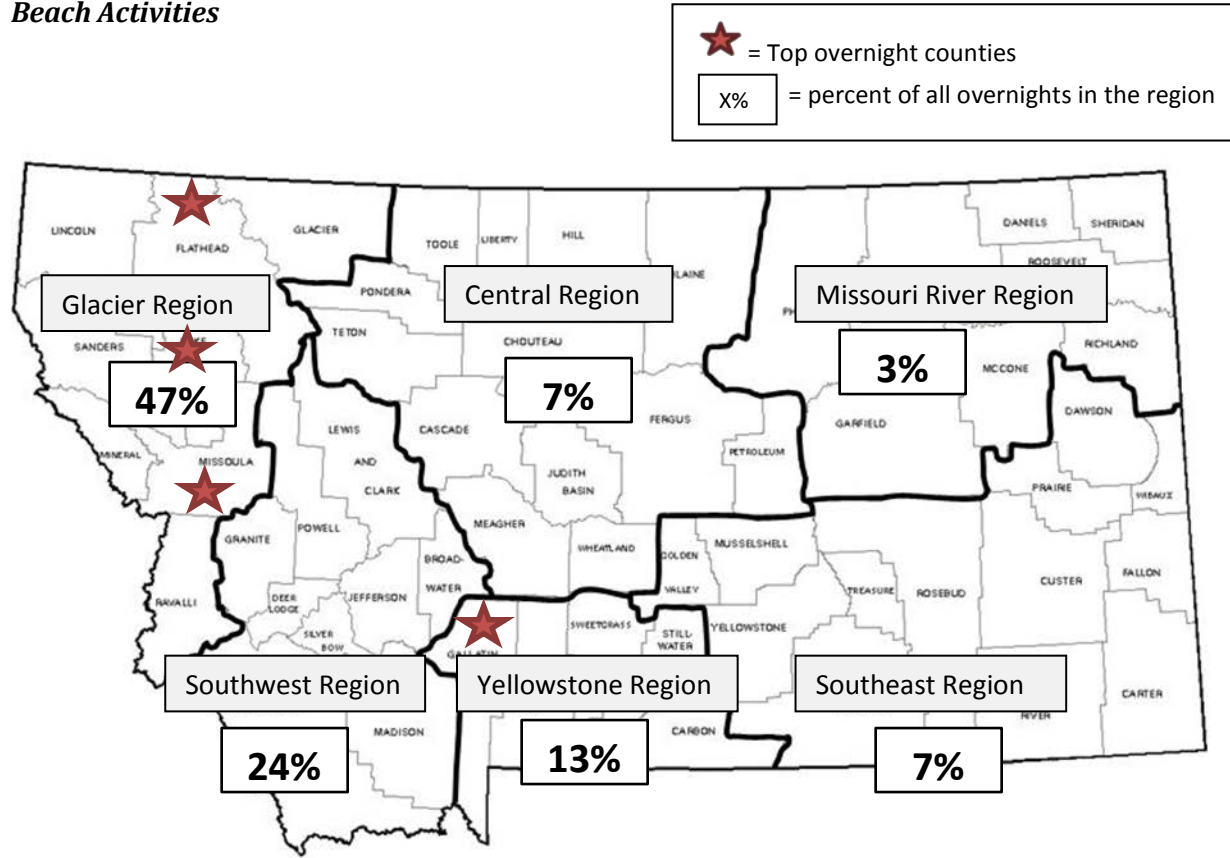 Beach Activities
= Top overnight counties
X%
= percent of all overnights in the region
LINCOLN
FLATHEAD
GLACIER
TOOLE
LIBERTY
HILL
DANIELS
SHERIDAN
ROOSEVELT
PONDERA
LAINE
Glacier Region
Central Region
Missouri River Region
PH
SANDERS
TETON
CHOUTEAU
RICHLAND
47%
7%
3%
MCCONE
DAWSON
LEWIS
AND
CLARK
CASCADE
FERGUS
GARFIELD
MINERAL
MISSOULA
JUDITH
BASIN
PETROLEUM
PRAIRIE
WIBAUX
GRANITE
POWELL
MEAGHER
WHEATLAND
GOLDEN
VALLEY
MUSSELSHELL
BROAD-
WATER
RAVALLI
DEER
LODGE
JEFFERSON
TREASURE
ROSEBUD
CUSTER
FALLON
SILVER
BOW
GALLATIN
SWEETGRASS
STILL-
WATER
YELLOWSTONE
Southwest Region
Yellowstone Region
Southeast Region
CARTER
RIVER
MADISON
CARBON
24%
13%
7%